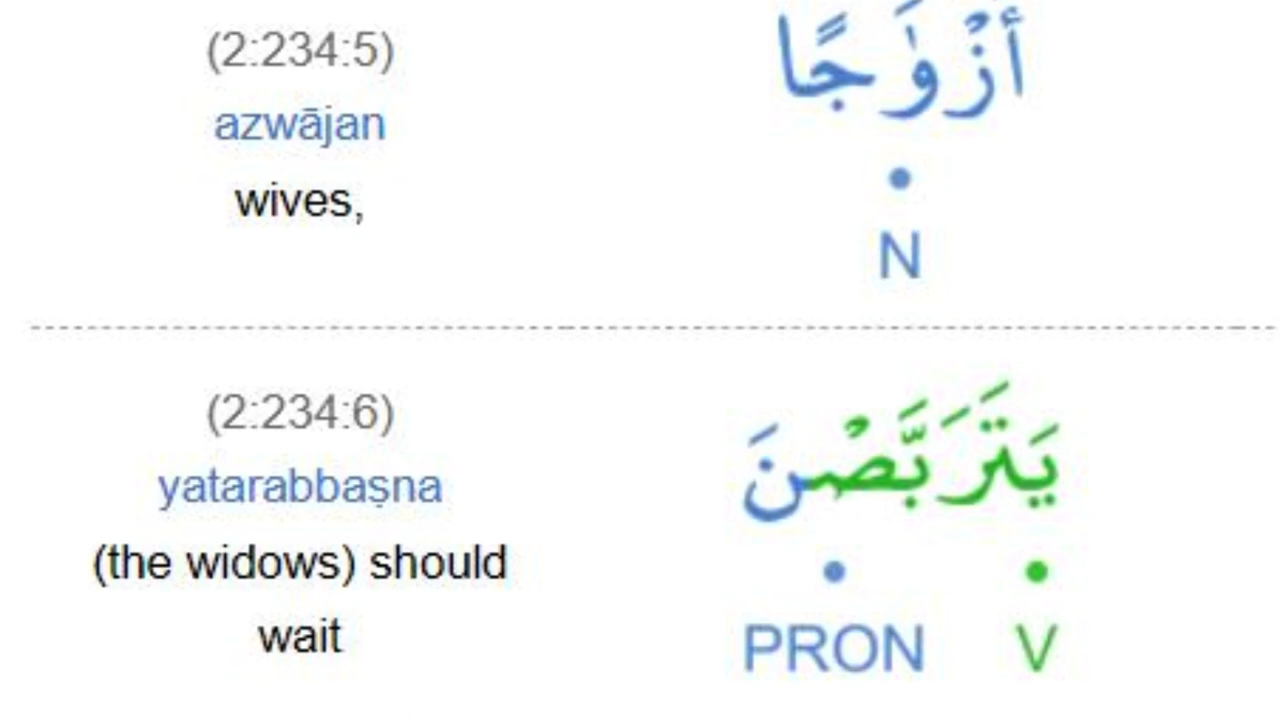 (2:234:5)
azwājan
wives,
أَزْوَٰجًا
N
(2:234:6)
yatarabbaṣna
(the widows) should
wait
يَتَرَبَّصْنَ
PRON V